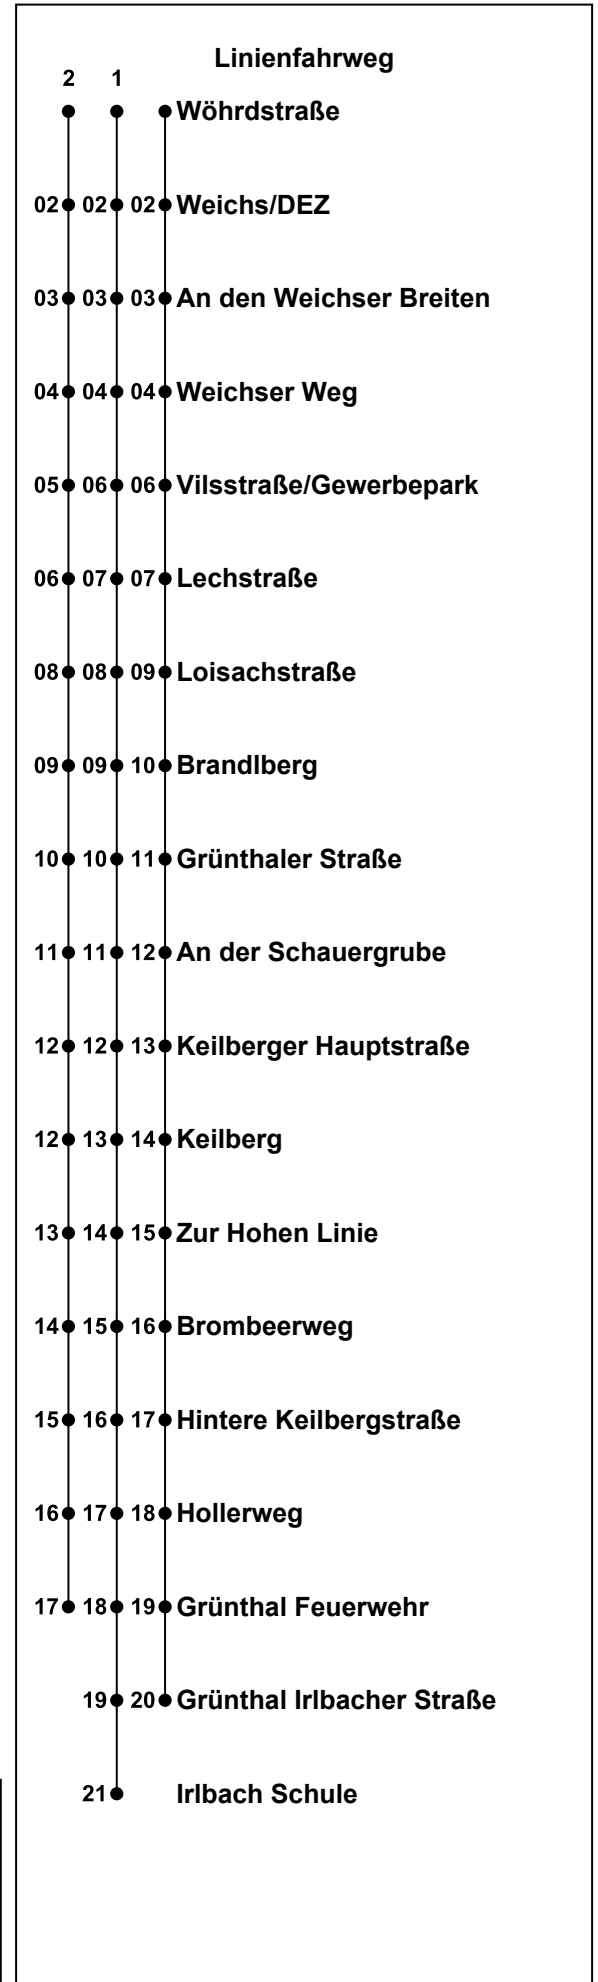 Linienfahrweg
2 1
Wöhrdstraße
02 02 02 Weichs/DEZ
03 03 03 An den Weichser Breiten
04 04 04 Weichser Weg
05 06 06 Vilsstraße/Gewerbepark
06 07 07 Lechstraße
08 08 09 Loisachstraße
09 09 10 Brandlberg
10 10 11 Grünthaler Straße
11 11 12 An der Schauergrube
12 12 13 Keilberger Hauptstraße
12 13 14 Keilberg
13 14 15 Zur Hohen Linie
14 15 16 Brombeerweg
15 16 17 Hintere Keilbergstraße
16 17 18 Hollerweg
17 18 19 Grünthal Feuerwehr
19 20 Grünthal Irlbacher Straße
21 Irlbach Schule